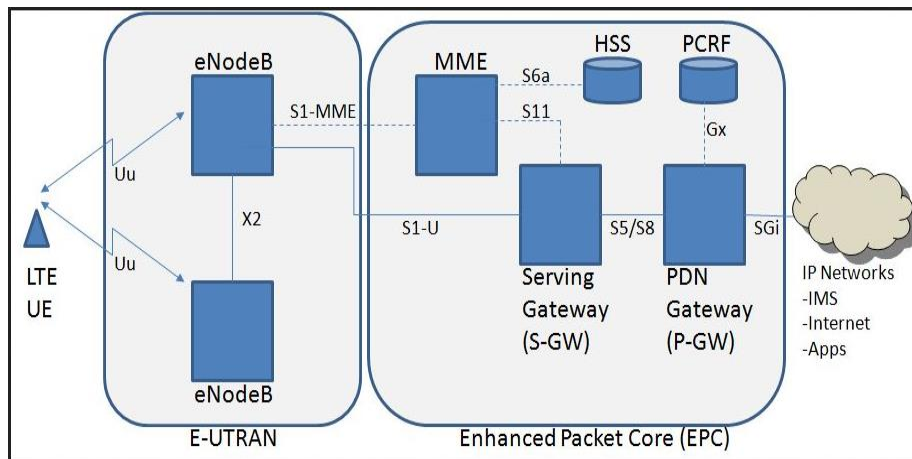 eNodeB
MME
HSS
PCRF
S6a
S1-MME
S11
Gx
Uu
X2
S1-U
S5/S8
SGi
Uu
LTE
UE
Serving
Gateway
(S-GW)
PDN
Gateway
(P-GW)
IP Networks
-IMS
-Internet
-Apps
eNodeB
E-UTRAN
Enhanced Packet Core (EPC)